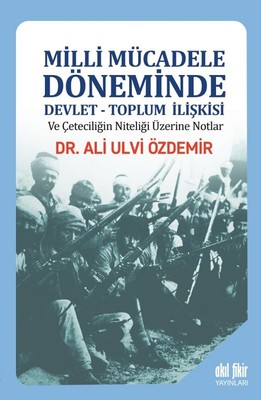 MİLLİ MÜCADELE
DÖNEMİNDE
DEVLET - TOPLUM İLİŞKİSİ
Ve Çeteciliğin Niteliği Üzerine Notlar
DR. ALİ ULVİ ÖZDEMİR
akıl fikir
YAYINLARI